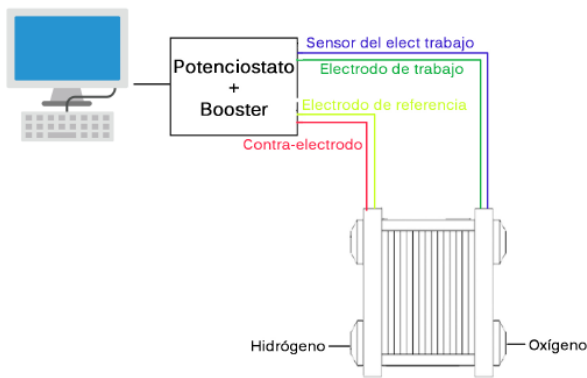 Sensor del elect trabajo
Potenciostato
+
Booster
Electrodo de trabajo
Electrodo de referencia
Contra-electrodo
Hidrógeno
Oxígeno